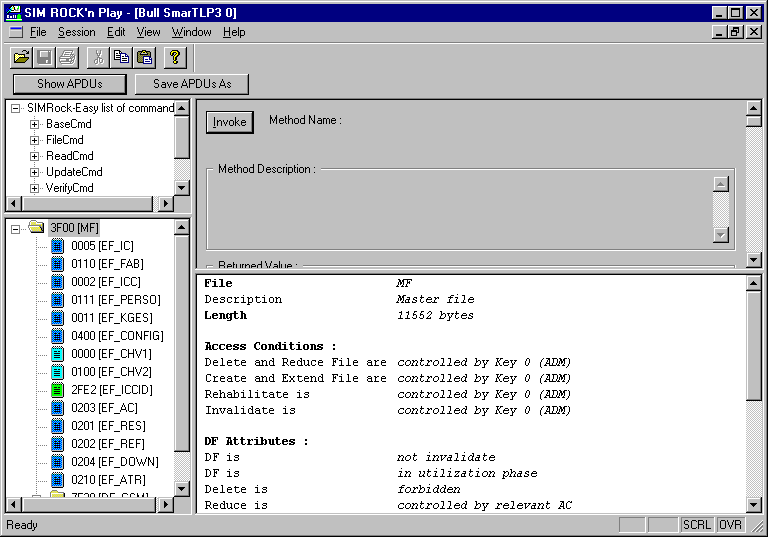 SIM ROCK'n Play - [Bull SmarTLP3 0]
File Session Edit View Window Help
Show APDUs Save APDUs As
SIMRock-Easy list of command
BaseCmd
FileCmd
ReadCmd
UpdateCmd
VerifyCmd
Invoke Method Name :
Method Description :
Returned Value :
3F00 [MF]
0005 [EF_IC]
0110 [EF_FAB]
0002 [EF_ICC]
0111 [EF_PERSO]
0011 [EF_KGES]
0400 [EF_CONFIG]
0000 [EF_CHV1]
0100 [EF_CHV2]
2FE2 [EF_ICCID]
0203 [EF_AC]
0201 [EF_RES]
0202 [EF_REF]
0204 [EF_DOWN]
0210 [EF_ATR]
7F20 [DF_GSM]
File MF
Description Master file
Length 11552 bytes
Access Conditions :
Delete and Reduce File are controlled by Key 0 (ADM)
Create and Extend File are controlled by Key 0 (ADM)
Rehabilitate is controlled by Key 0 (ADM)
Invalidate is controlled by Key 0 (ADM)
DF Attributes :
DF is not invalidate
DF is in utilization phase
Delete is forbidden
Reduce is controlled by relevant AC
Ready SCRL OVR